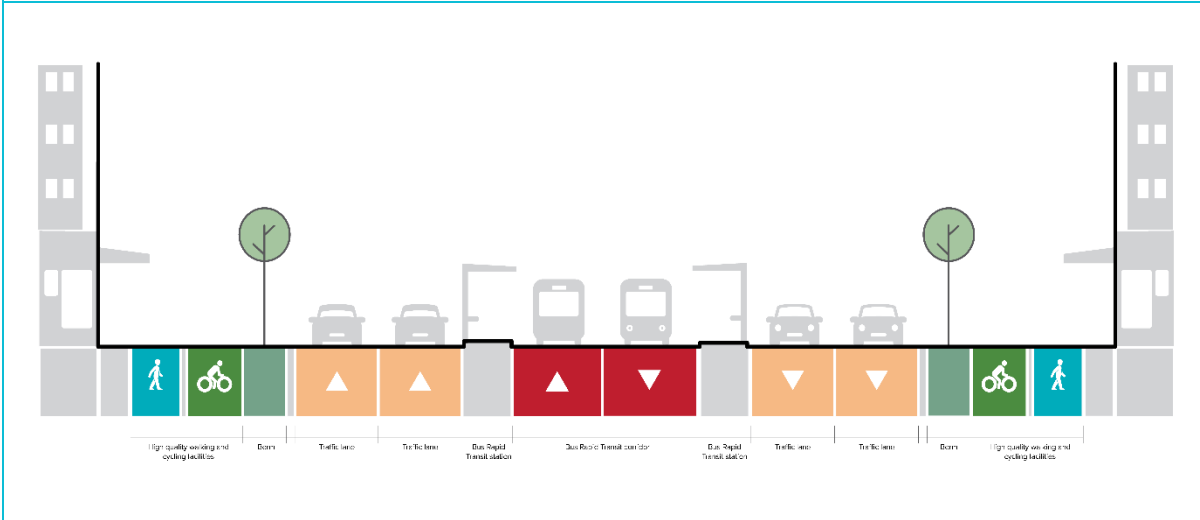 High quality walking and
cycling facilities
Berm
Traffic lane
Traffic lane
Bus Rapid
Transit station
Bus Rapid Transit corridor
Bus Rapid
Transit station
Traffic lane
Traffic lane
Berm
High quality walking and
cycling facilities